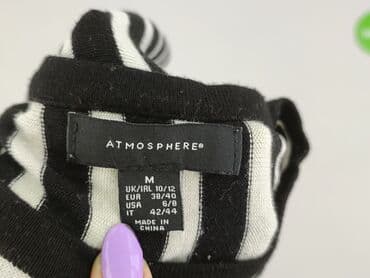 ATMOSPHERE®
M
UK/IRL 10/12
EUR 38/40
USA 6/8
IT 42/44
MADE IN
CHINA